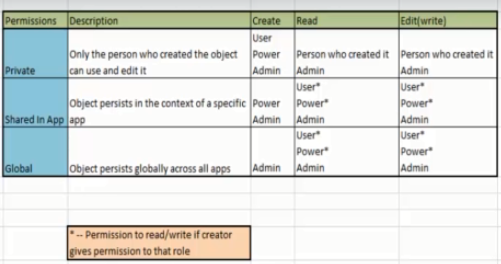 Permissions Description Create Read Edit(write)
User
Only the person who created the object Power Person who created it Person who created it
Private can use and edit it Admin Admin Admin
User* User*
Object persists in the context of a specific Power Power* Power*
Shared In App app Admin Admin Admin
User* User*
Power* Power*
Global Object persists globally across all apps Admin Admin Admin
* -- Permission to read/write if creator
gives permission to that role